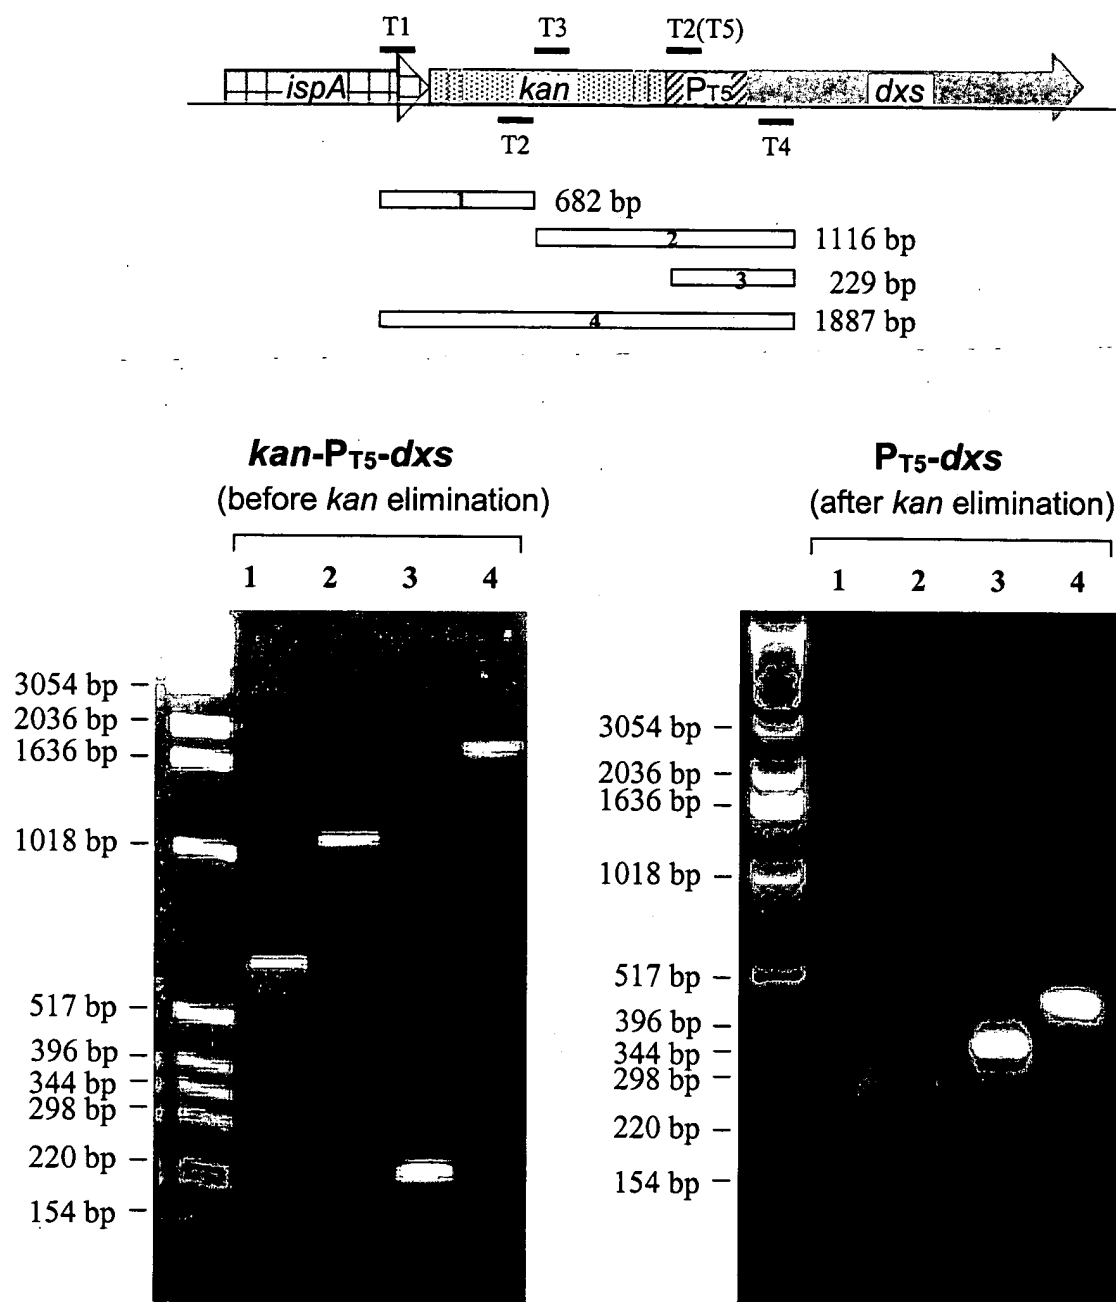 T1 T3 T2(T5)
ispA kan PT5 dxs
T2 T4
1 682 bp
2 1116 bp
3 229 bp
4 1887 bp
kan-PT5-dxs
(before kan elimination)
1 2 3 4
3054 bp
2036 bp
1636 bp
1018 bp
517 bp
396 bp
344 bp
298 bp
220 bp
154 bp
PT5-dxs
(after kan elimination)
1 2 3 4
3054 bp
2036 bp
1636 bp
1018 bp
517 bp
396 bp
344 bp
298 bp
220 bp
154 bp